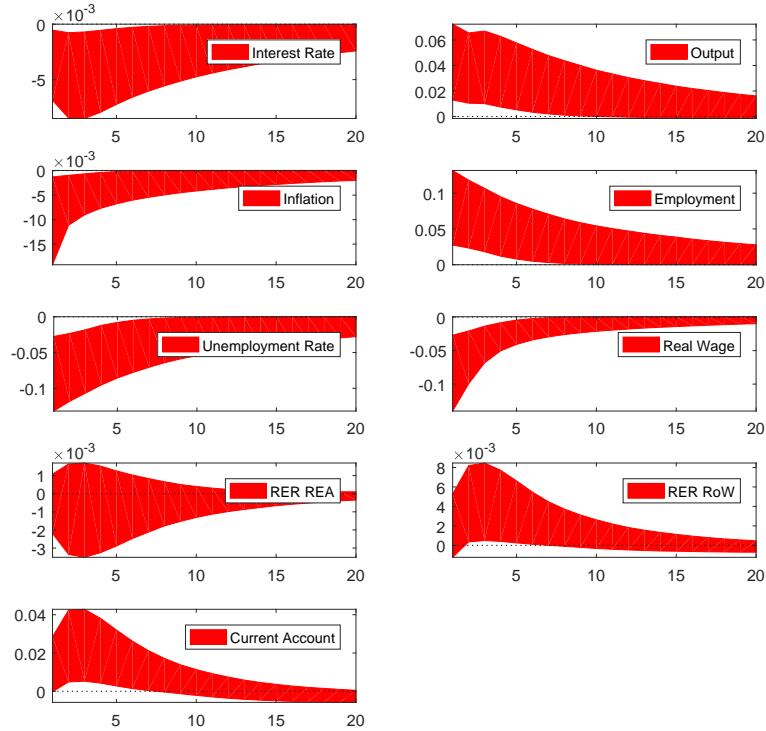 ×10⁻³
0
-5
Interest Rate
5 10 15 20
0.06
0.04
0.02
0
Output
5 10 15 20
×10⁻³
0
-5
-10
-15
Inflation
5 10 15 20
0.1
0.05
0
Employment
5 10 15 20
0
-0.05
-0.1
Unemployment Rate
5 10 15 20
0
-0.05
-0.1
Real Wage
5 10 15 20
×10⁻³
1
0
-1
-2
-3
RER REA
5 10 15 20
×10⁻³
8
6
4
2
0
RER RoW
5 10 15 20
0.04
0.02
0
Current Account
5 10 15 20